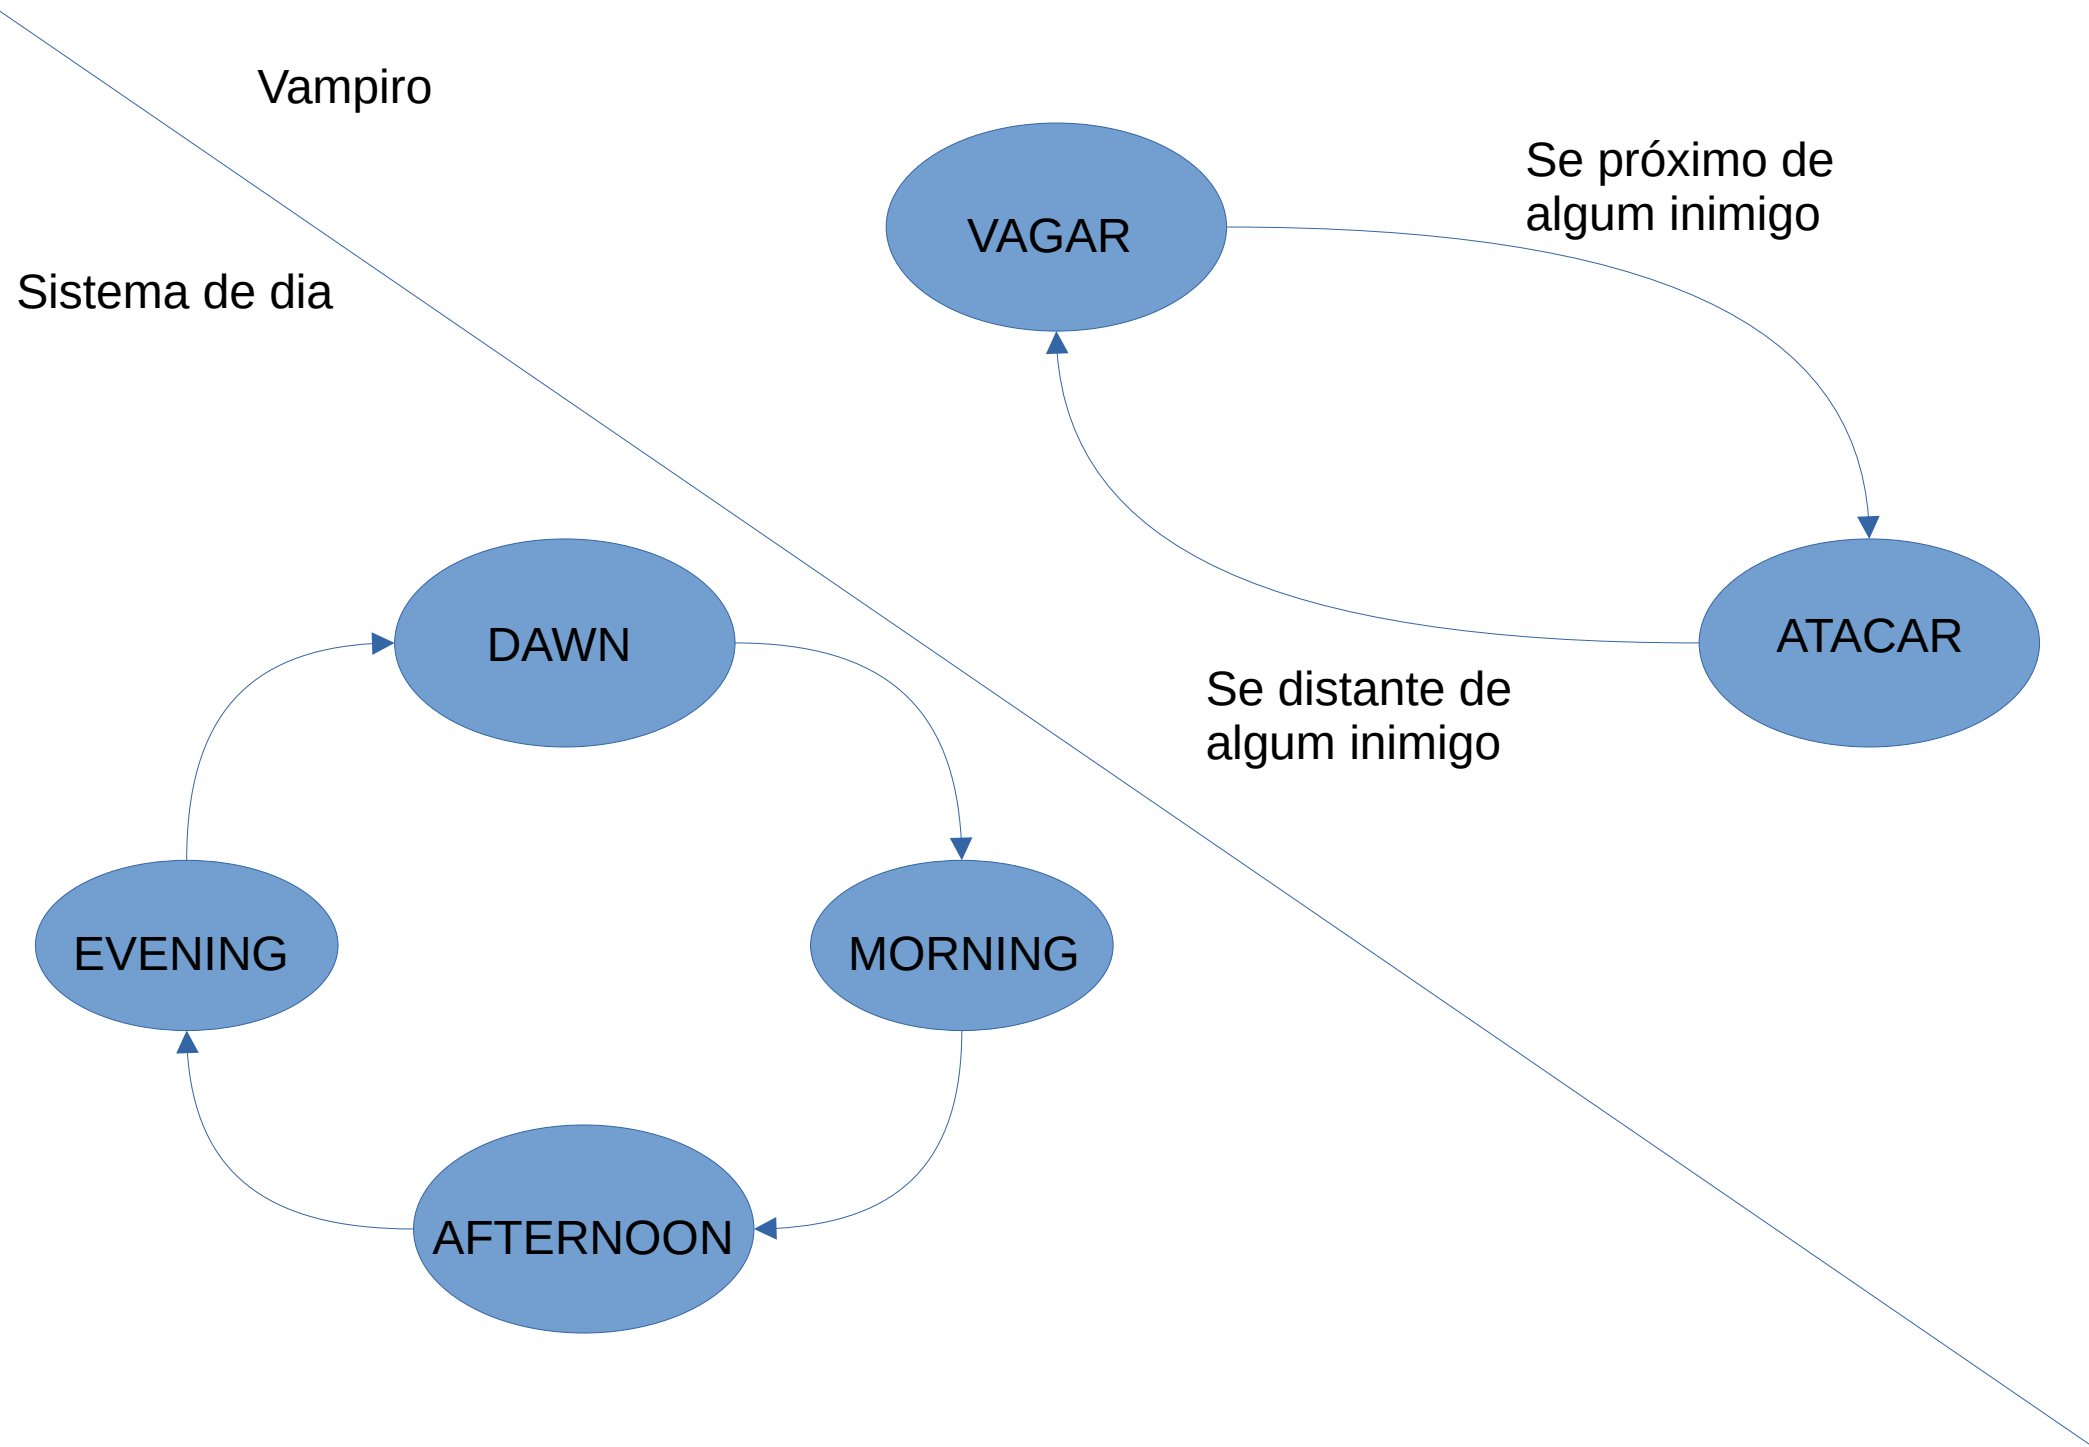 Vampiro
Se próximo de
algum inimigo
VAGAR
Sistema de dia
DAWN
ATACAR
Se distante de
algum inimigo
EVENING
MORNING
AFTERNOON